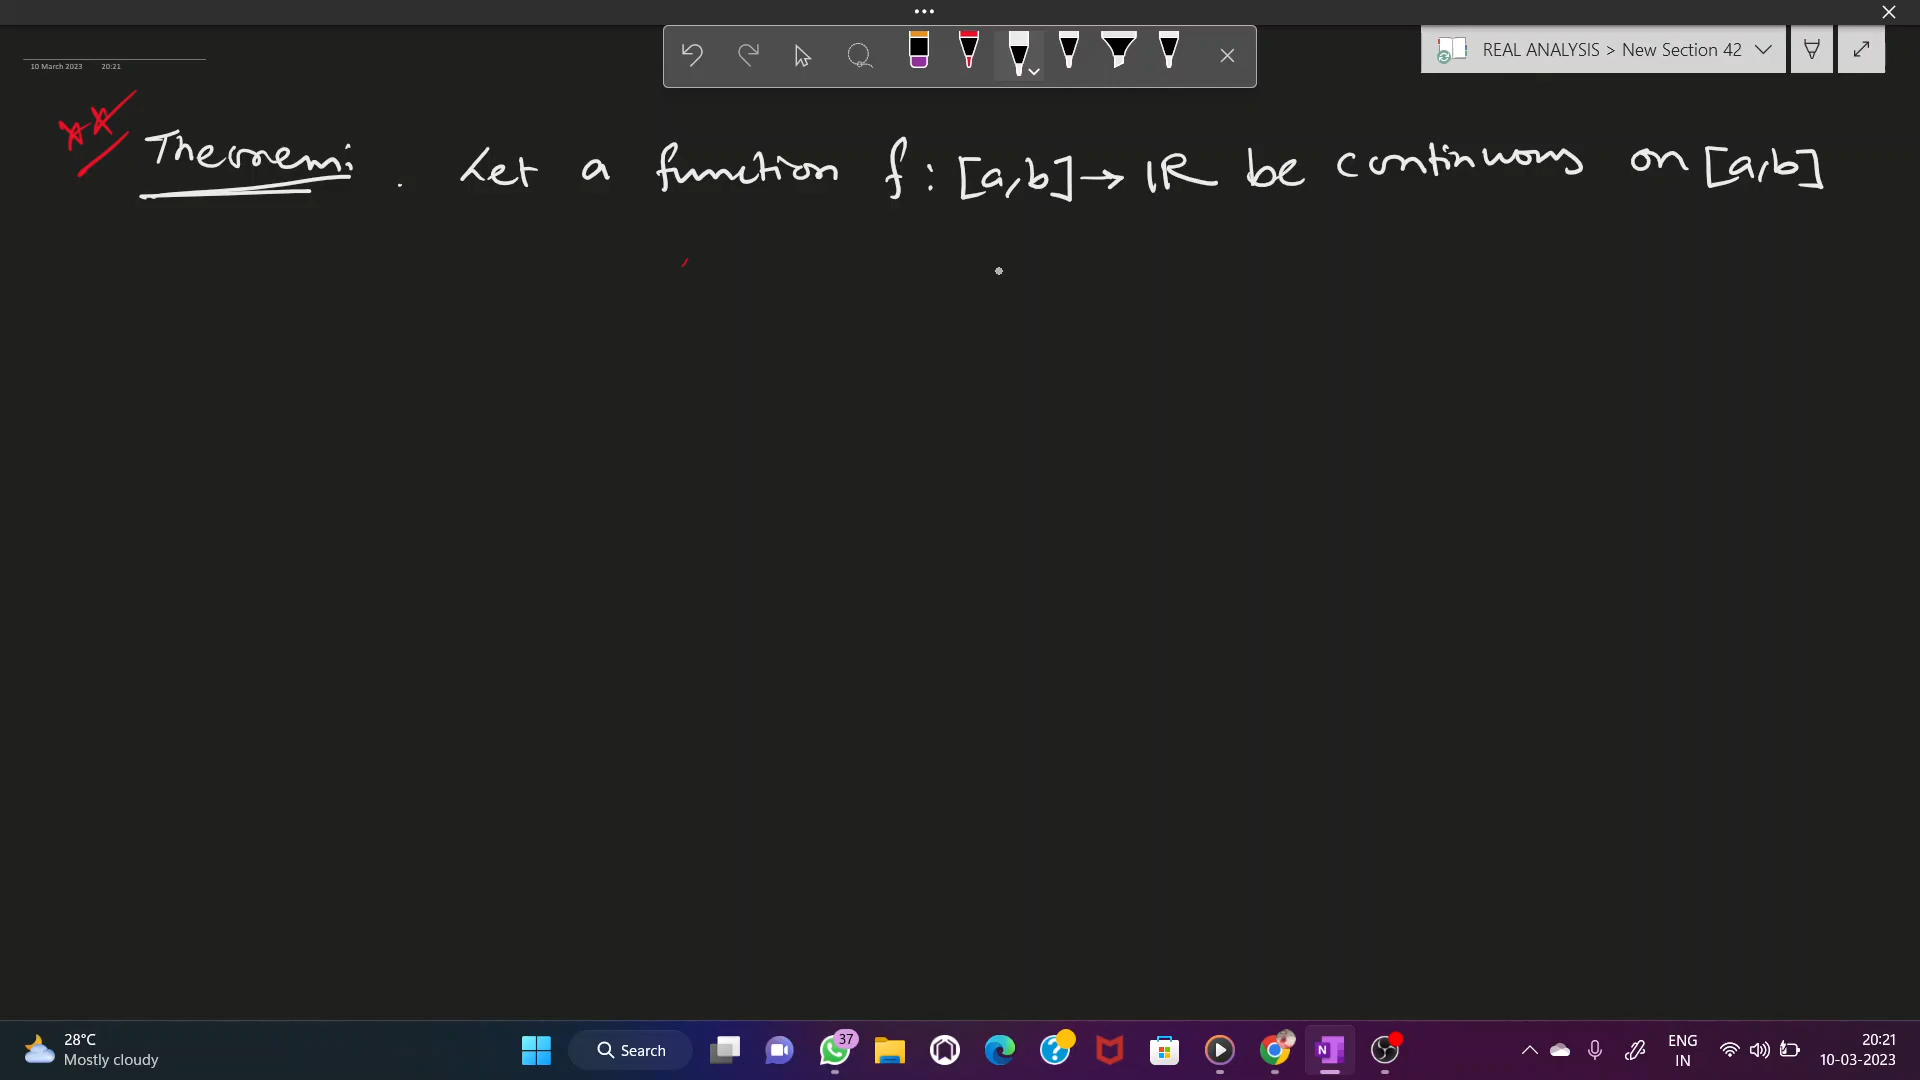 REAL ANALYSIS > New Section 42
10 March 2023 20:21
Theorem: . Let a function f : [a,b] → IR be continuous on [a,b]
28°C
Mostly cloudy
Search
37
ENG
IN
20:21
10-03-2023